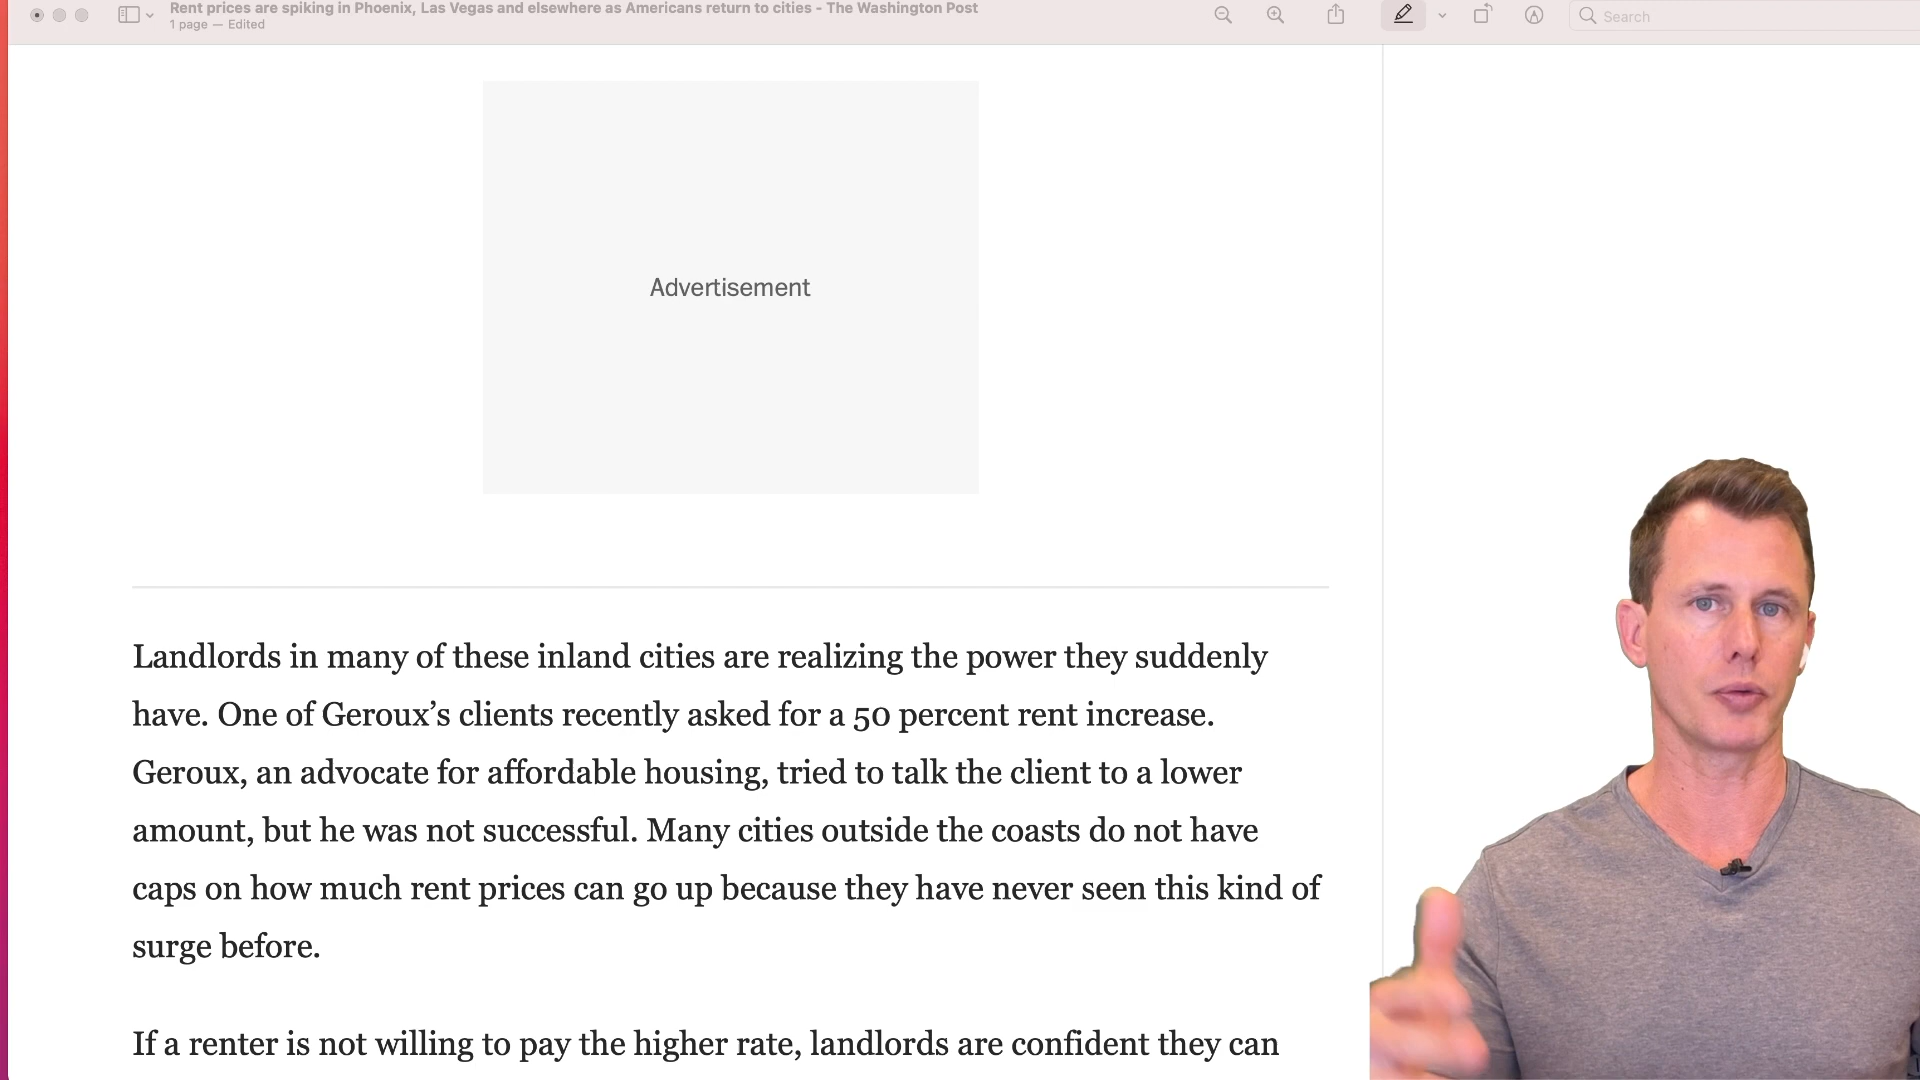 Rent prices are spiking in Phoenix, Las Vegas and elsewhere as Americans return to cities - The Washington Post
1 page — Edited
Search
Advertisement
Landlords in many of these inland cities are realizing the power they suddenly
have. One of Geroux’s clients recently asked for a 50 percent rent increase.
Geroux, an advocate for affordable housing, tried to talk the client to a lower
amount, but he was not successful. Many cities outside the coasts do not have
caps on how much rent prices can go up because they have never seen this kind of
surge before.
If a renter is not willing to pay the higher rate, landlords are confident they can